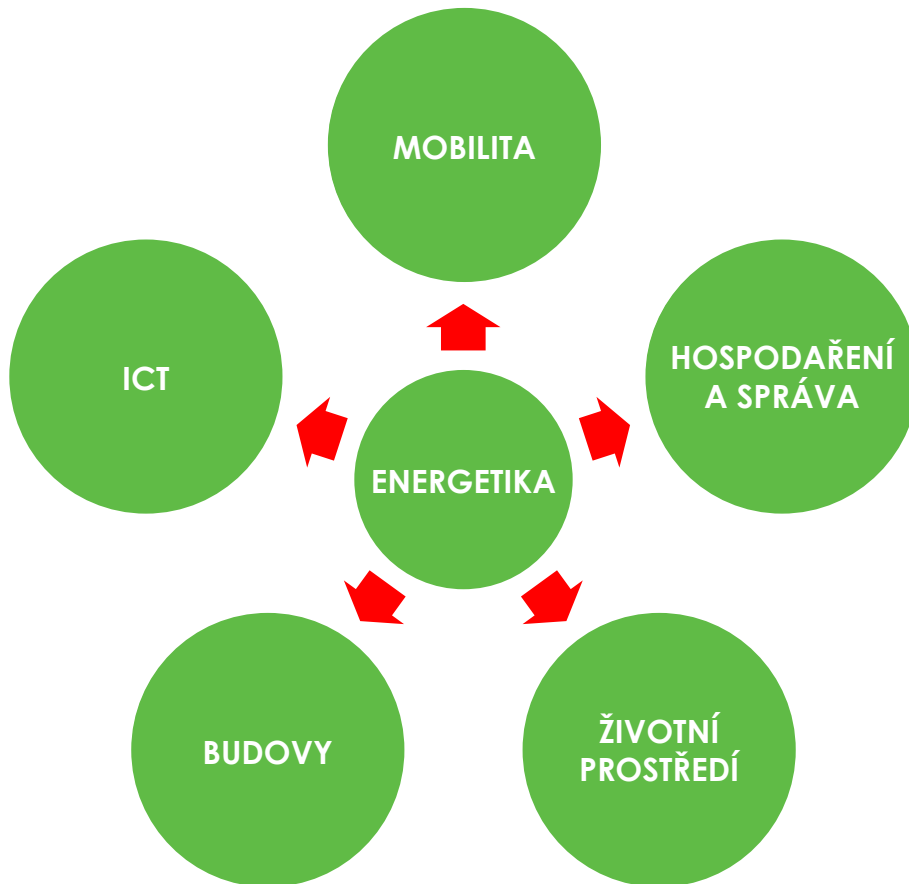 MOBILITA
HOSPODAŘENÍ
A SPRÁVA
ICT
ENERGETIKA
ŽIVOTNÍ
PROSTŘEDÍ
BUDOVY